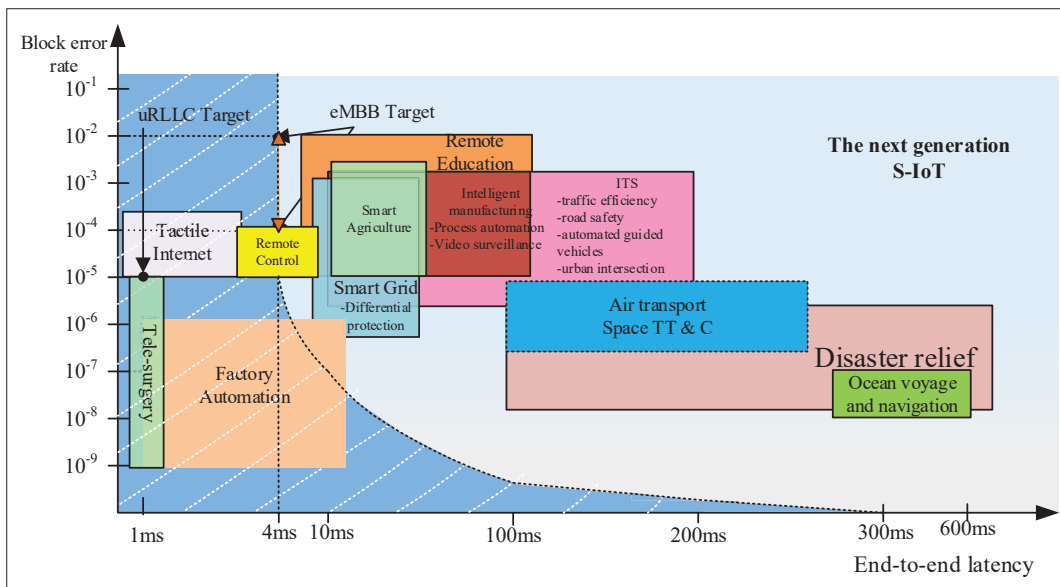 Block error
rate
10-1
10-2
10-3
10-4
10-5
10-6
10-7
10-8
10-9
uRLLC Target
eMBB Target
The next generation
S-IoT
Remote
Education
Tactile
Internet
Remote
Control
Smart
Agriculture
Intelligent
manufacturing
-Process automation
-Video surveillance
ITS
-traffic efficiency
-road safety
-automated guided
vehicles
-urban intersection
Smart Grid
-Differential
protection
Air transport
Space TT & C
Tele-surgery
Factory
Automation
Disaster relief
Ocean voyage
and navigation
1ms
4ms
10ms
100ms
200ms
300ms
600ms
End-to-end latency